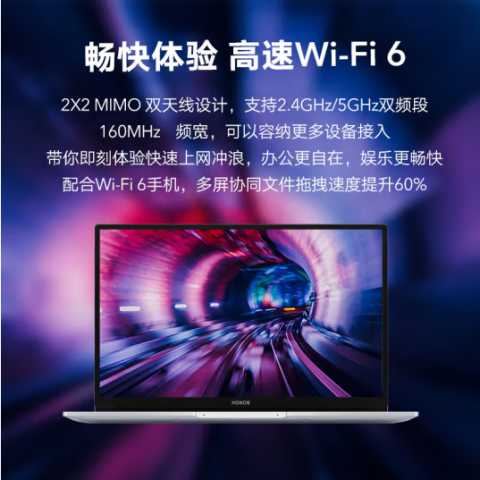 畅快体验 高速Wi-Fi 6
2X2 MIMO 双天线设计，支持2.4GHz/5GHz双频段
160MHz 频宽，可以容纳更多设备接入
带你即刻体验快速上网冲浪，办公更自在，娱乐更畅快
配合Wi-Fi 6手机，多屏协同文件拖拽速度提升60%
HONOR